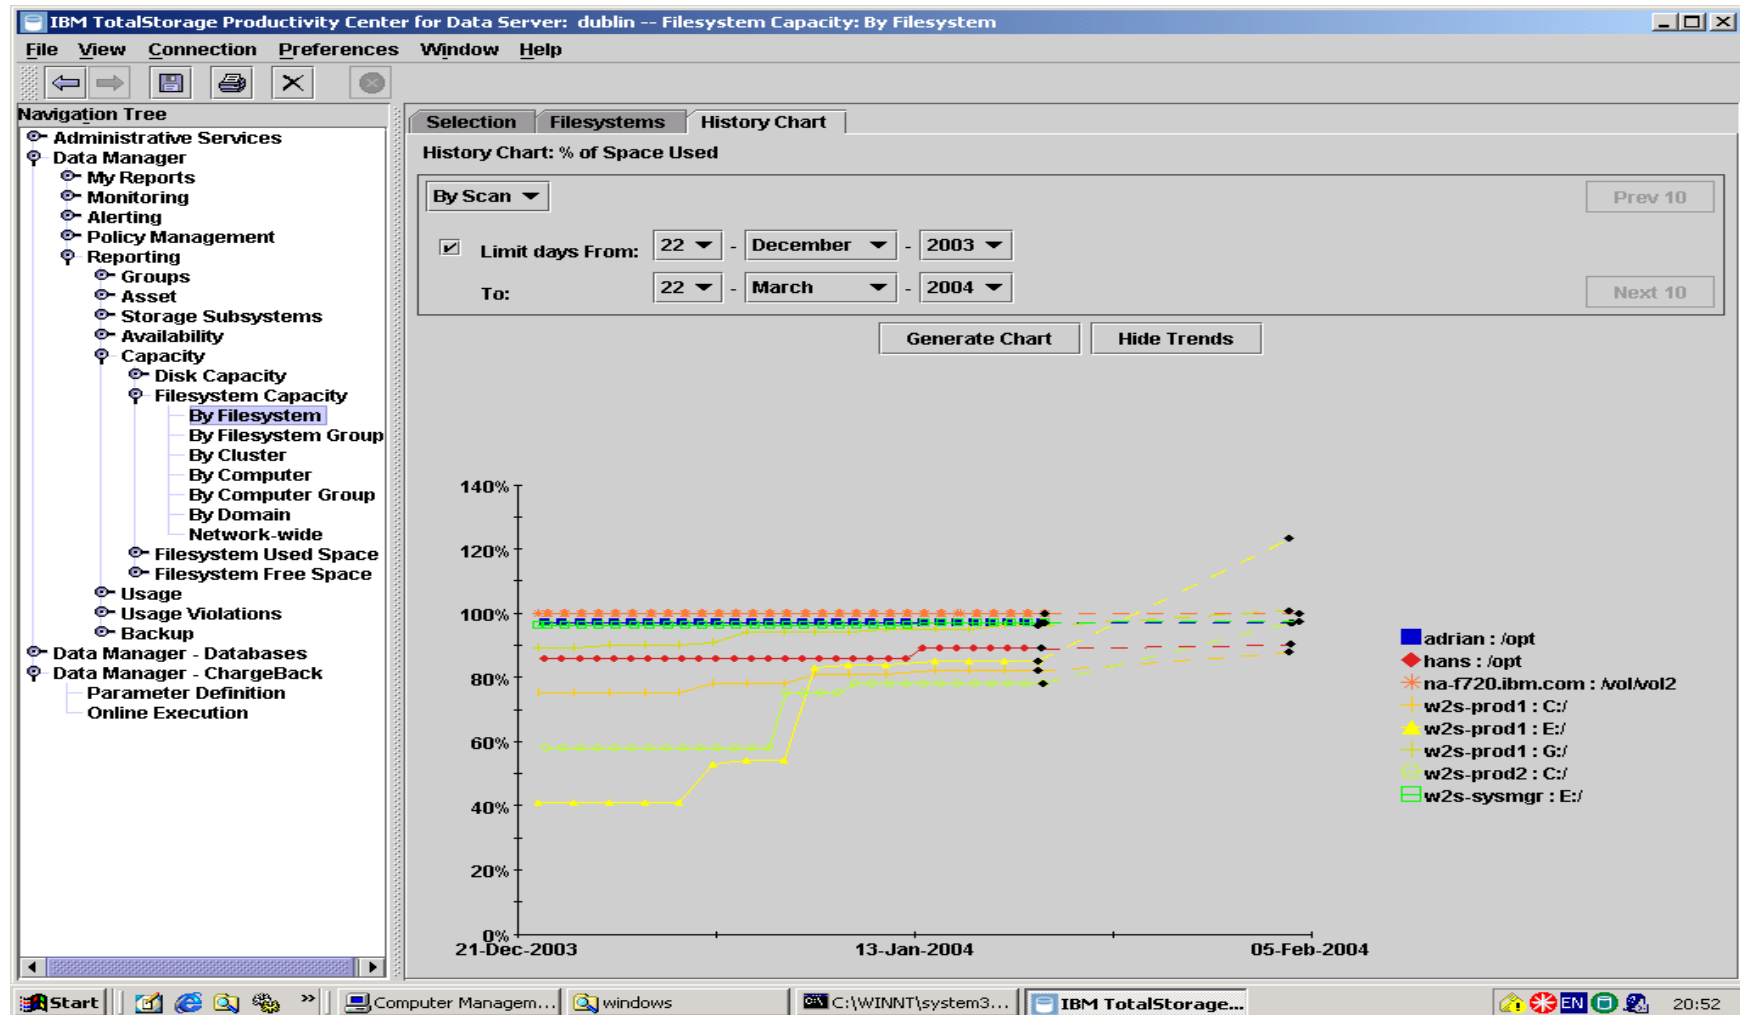 IBM TotalStorage Productivity Center for Data Server: dublin -- Filesystem Capacity: By Filesystem
File View Connection Preferences Window Help
Navigation Tree
Administrative Services
Data Manager
My Reports
Monitoring
Alerting
Policy Management
Reporting
Groups
Asset
Storage Subsystems
Availability
Capacity
Disk Capacity
Filesystem Capacity
By Filesystem
By Filesystem Group
By Cluster
By Computer
By Computer Group
By Domain
Network-wide
Filesystem Used Space
Filesystem Free Space
Usage
Usage Violations
Backup
Data Manager - Databases
Data Manager - ChargeBack
Parameter Definition
Online Execution
Selection Filesystems History Chart
History Chart: % of Space Used
By Scan Prev 10
Limit days From: 22 - December - 2003
To: 22 - March - 2004 Next 10
Generate Chart Hide Trends
140%
120%
100%
80%
60%
40%
20%
0%
21-Dec-2003 13-Jan-2004 05-Feb-2004
adrian : /opt
hans : /opt
na-f720.ibm.com : /vol/vol2
w2s-prod1 : C:/
w2s-prod1 : E:/
w2s-prod1 : G:/
w2s-prod2 : C:/
w2s-sysmgr : E:/
Start » Computer Managem... windows C:\WINNT\system3... IBM TotalStorage... EN 20:52